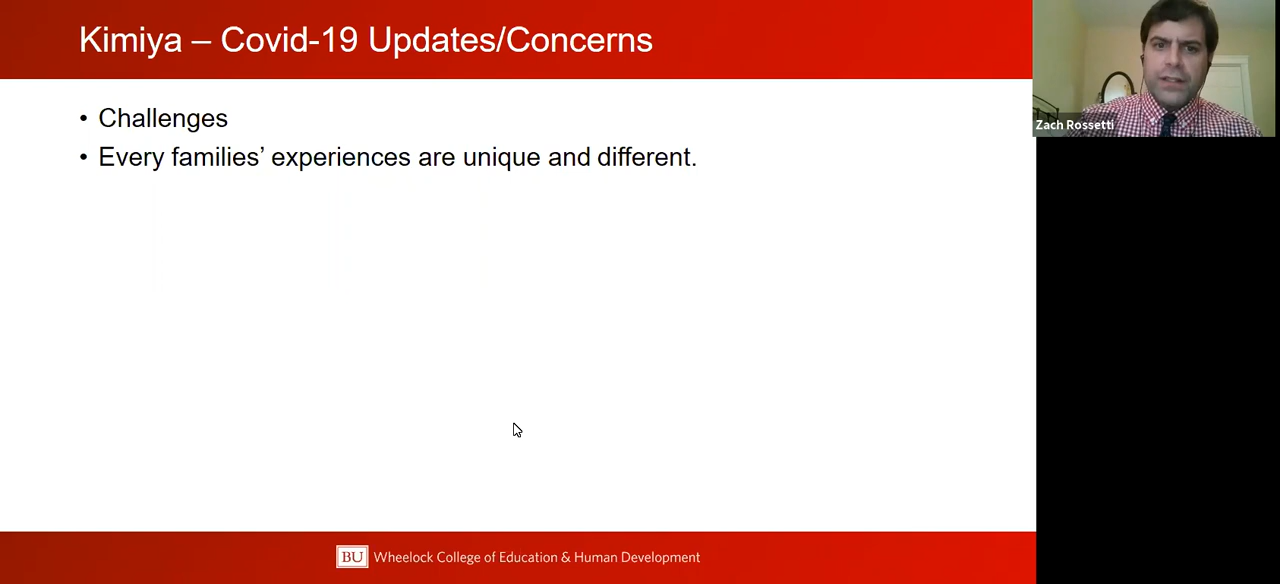 Kimiya – Covid-19 Updates/Concerns
• Challenges
• Every families’ experiences are unique and different.
Zach Rossetti
BU Wheelock College of Education & Human Development